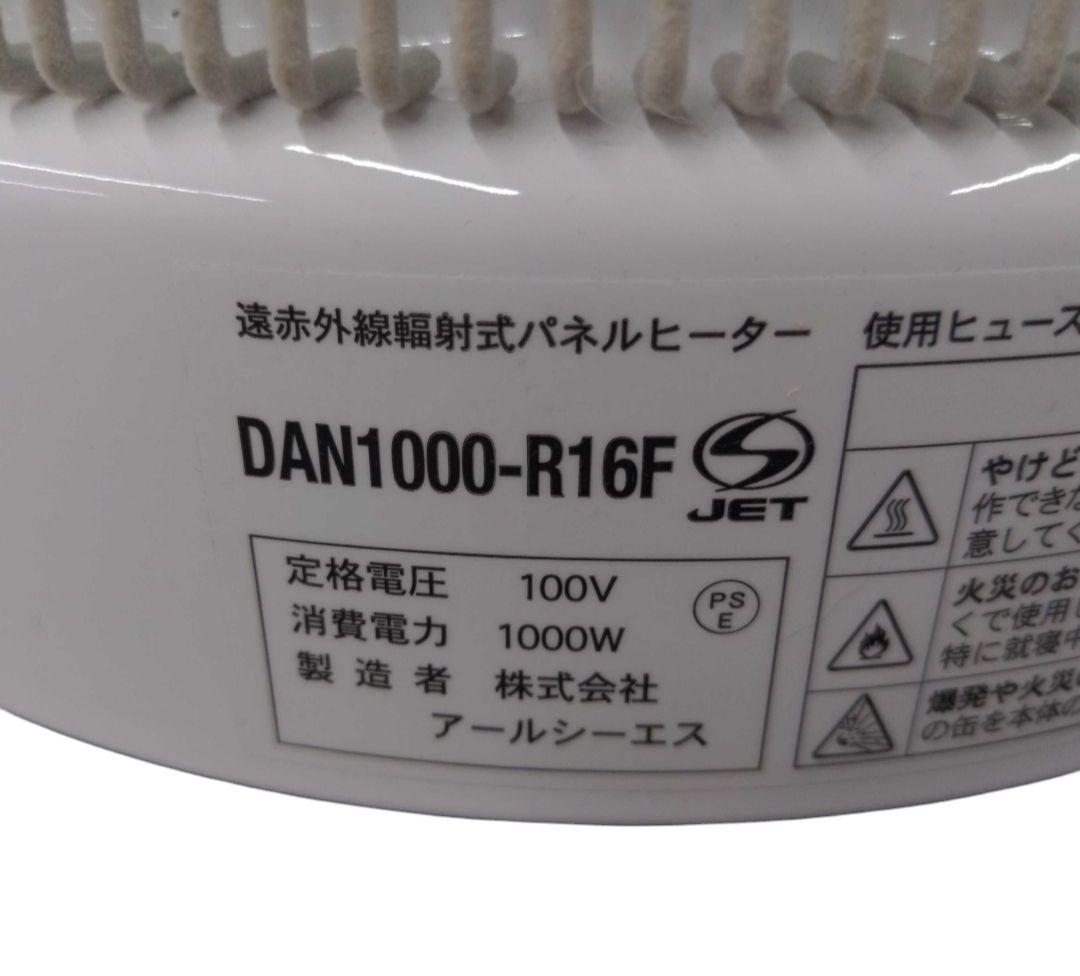 遠赤外線輻射式パネルヒーター
DAN1000-R16F
S JET
定格電圧 100V
消費電力 1000W
製造者 株式会社
アールシーエス
PS
E
使用ヒューズ
やけど
作できな
意してく
火災のお
くで使用し
特に就寝中
爆発や火災の
の缶を本体の